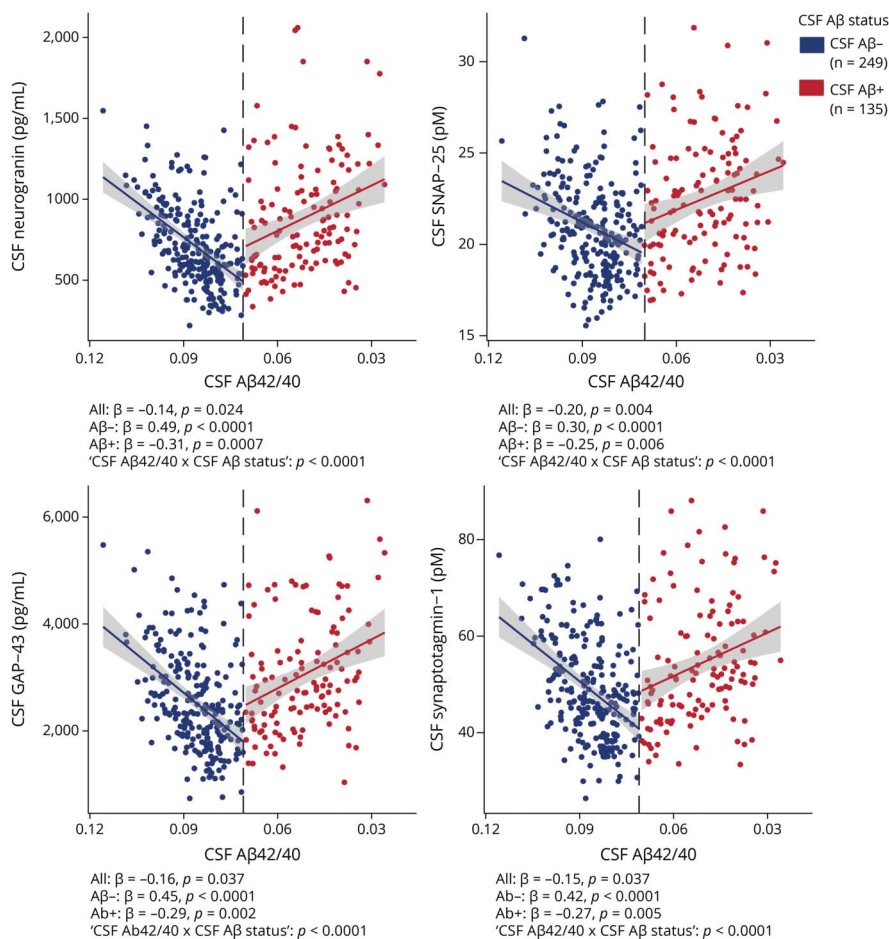 CSF neurogranin (pg/mL)
2,000
1,500
1000
500
0.12 0.09 0.06 0.03
CSF Aβ42/40
All: β = –0.14, p = 0.024
Aβ–: β = 0.49, p < 0.0001
Aβ+: β = –0.31, p = 0.0007
‘CSF Aβ42/40 x CSF Aβ status’: p < 0.0001
CSF SNAP–25 (pM)
30
25
20
15
0.12 0.09 0.06 0.03
CSF Aβ42/40
All: β = –0.20, p = 0.004
Aβ–: β = 0.30, p < 0.0001
Aβ+: β = –0.25, p = 0.006
‘CSF Aβ42/40 x CSF Aβ status’: p < 0.0001
CSF Aβ status
CSF Aβ–
(n = 249)
CSF Aβ+
(n = 135)
CSF GAP–43 (pg/mL)
6,000
4,000
2,000
0.12 0.09 0.06 0.03
CSF Aβ42/40
All: β = –0.16, p = 0.037
Aβ–: β = 0.45, p < 0.0001
Ab+: β = –0.29, p = 0.002
‘CSF Ab42/40 x CSF Aβ status’: p < 0.0001
CSF synaptotagmin–1 (pM)
80
60
40
0.12 0.09 0.06 0.03
CSF Aβ42/40
All: β = –0.15, p = 0.037
Ab–: β = 0.42, p < 0.0001
Ab+: β = –0.27, p = 0.005
‘CSF Aβ42/40 x CSF Aβ status’: p < 0.0001